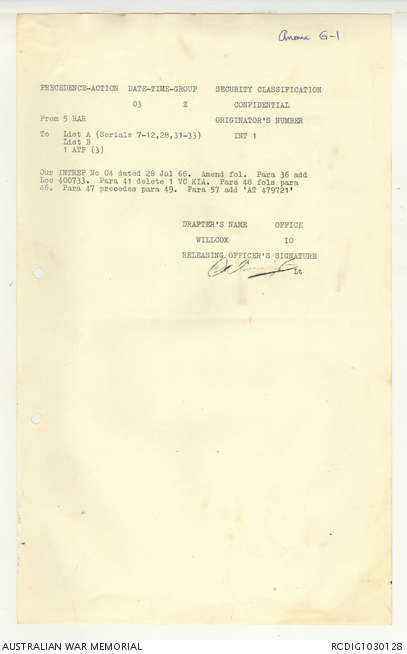 Annex G-1
PRECEDENCE-ACTION DATE-TIME-GROUP SECURITY CLASSIFICATION
03 Z CONFIDENTIAL
From 5 RAR ORIGINATOR'S NUMBER
To List A (Serials 7-12,28,31-33) INT 1
List B
1 ATF (3)
Our INTREP No 04 dated 28 Jul 66. Amend fol. Para 36 add
Loc 400733. Para 41 delete 1 VC KIA. Para 48 fols para
46. Para 47 precedes para 49. Para 57 add 'AT 479721'
DRAFTER'S NAME OFFICE
WILLCOX IO
RELEASING OFFICER'S SIGNATURE
Lt
AUSTRALIAN WAR MEMORIAL RCDIG1030128